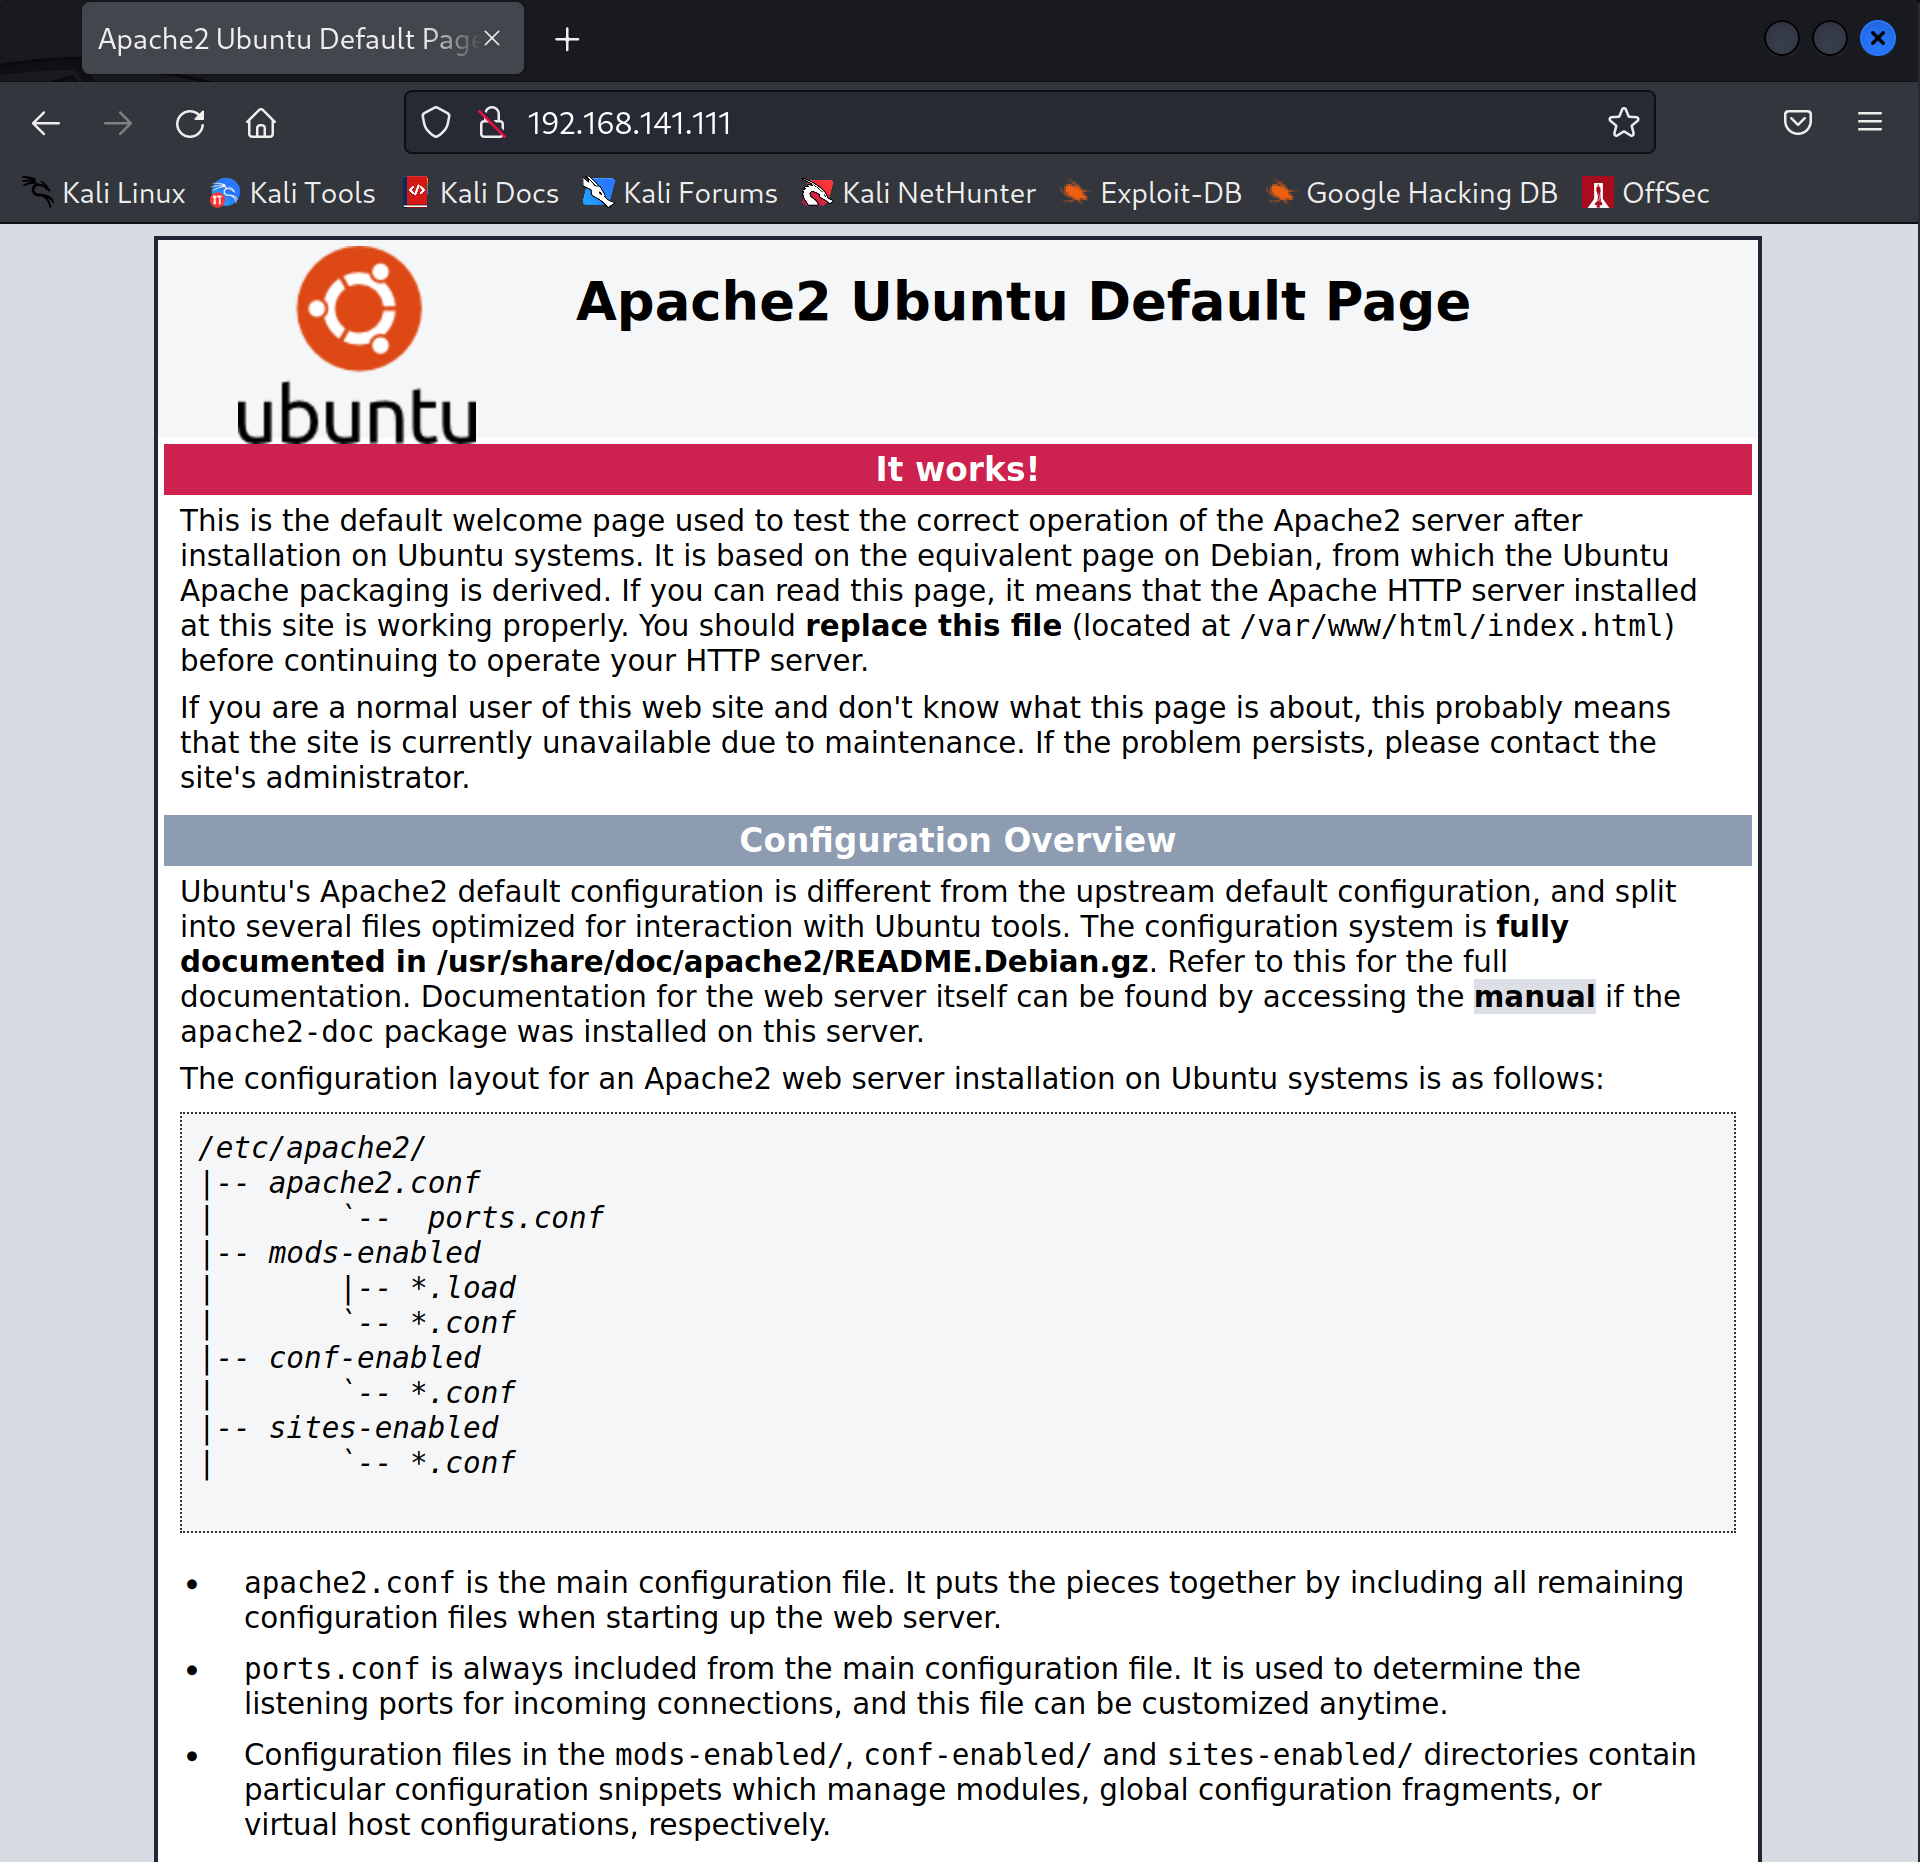 Apache2 Ubuntu Default Page
192.168.141.111
Kali Linux Kali Tools Kali Docs Kali Forums Kali NetHunter Exploit-DB Google Hacking DB OffSec
ubuntu
Apache2 Ubuntu Default Page
It works!
This is the default welcome page used to test the correct operation of the Apache2 server after
installation on Ubuntu systems. It is based on the equivalent page on Debian, from which the Ubuntu
Apache packaging is derived. If you can read this page, it means that the Apache HTTP server installed
at this site is working properly. You should replace this file (located at /var/www/html/index.html)
before continuing to operate your HTTP server.
If you are a normal user of this web site and don't know what this page is about, this probably means
that the site is currently unavailable due to maintenance. If the problem persists, please contact the
site's administrator.
Configuration Overview
Ubuntu's Apache2 default configuration is different from the upstream default configuration, and split
into several files optimized for interaction with Ubuntu tools. The configuration system is fully
documented in /usr/share/doc/apache2/README.Debian.gz. Refer to this for the full
documentation. Documentation for the web server itself can be found by accessing the manual if the
apache2-doc package was installed on this server.
The configuration layout for an Apache2 web server installation on Ubuntu systems is as follows:
/etc/apache2/
|-- apache2.conf
|       `--  ports.conf
|-- mods-enabled
|       |-- *.load
|       `-- *.conf
|-- conf-enabled
|       `-- *.conf
|-- sites-enabled
|       `-- *.conf
• apache2.conf is the main configuration file. It puts the pieces together by including all remaining
configuration files when starting up the web server.
• ports.conf is always included from the main configuration file. It is used to determine the
listening ports for incoming connections, and this file can be customized anytime.
• Configuration files in the mods-enabled/, conf-enabled/ and sites-enabled/ directories contain
particular configuration snippets which manage modules, global configuration fragments, or
virtual host configurations, respectively.